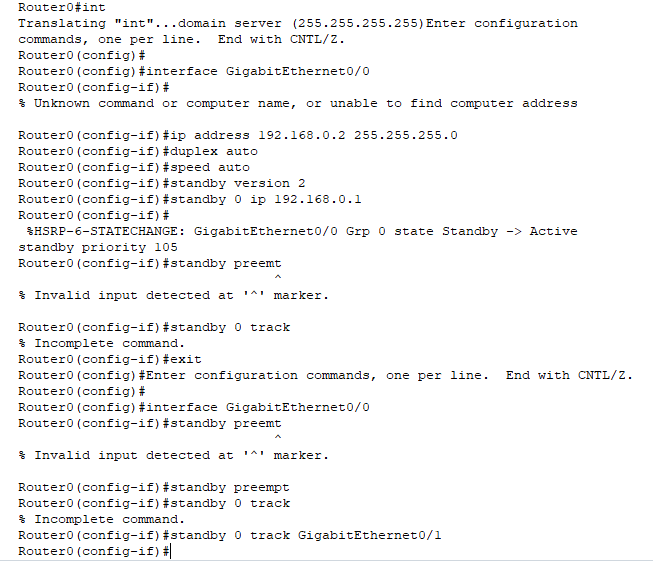 Router0#int
Translating "int"...domain server (255.255.255.255)Enter configuration
commands, one per line.  End with CNTL/Z.
Router0(config)#
Router0(config)#interface GigabitEthernet0/0
Router0(config-if)#
% Unknown command or computer name, or unable to find computer address
Router0(config-if)#ip address 192.168.0.2 255.255.255.0
Router0(config-if)#duplex auto
Router0(config-if)#speed auto
Router0(config-if)#standby version 2
Router0(config-if)#standby 0 ip 192.168.0.1
Router0(config-if)#
%HSRP-6-STATECHANGE: GigabitEthernet0/0 Grp 0 state Standby -> Active
standby priority 105
Router0(config-if)#standby preemt
^
% Invalid input detected at '^' marker.
Router0(config-if)#standby 0 track
% Incomplete command.
Router0(config-if)#exit
Router0(config)#Enter configuration commands, one per line.  End with CNTL/Z.
Router0(config)#
Router0(config)#interface GigabitEthernet0/0
Router0(config-if)#standby preemt
^
% Invalid input detected at '^' marker.
Router0(config-if)#standby preempt
Router0(config-if)#standby 0 track
% Incomplete command.
Router0(config-if)#standby 0 track GigabitEthernet0/1
Router0(config-if)#